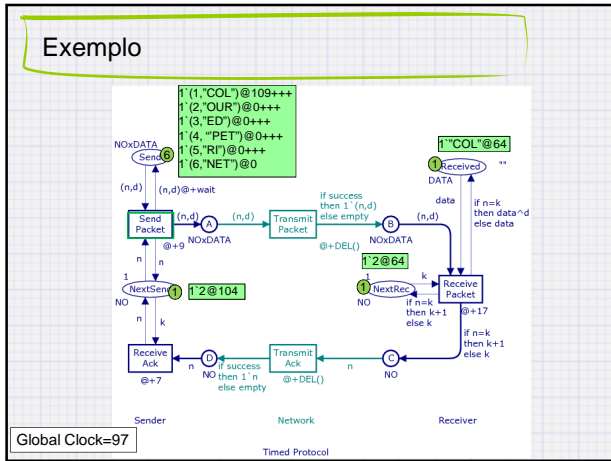 Exemplo
1`(1,"COL")@109+++
1`(2,"OUR")@0+++
1`(3,"ED")@0+++
1`(4, "'PET")@0+++
1`(5,"RI")@0+++
1`(6,"NET")@0
NOxDATA
Send
6
1`"COL"@64
1
Received
""
DATA
(n,d)
(n,d)@+wait
Send
Packet
@+9
(n,d)
A
NOxDATA
(n,d)
Transmit
Packet
@+DEL()
if success
then 1`(n,d)
else empty
B
NOxDATA
(n,d)
data
if n=k
then data^d
else data
n
n
1
NextSend
NO
1
1`2@104
1`2@64
1
1
NextRec
NO
k
if n=k
then k+1
else k
Receive
Packet
@+17
n
k
Receive
Ack
@+7
n
D
NO
if success
then 1`n
else empty
Transmit
Ack
@+DEL()
n
C
NO
if n=k
then k+1
else k
Sender
Network
Receiver
Global Clock=97
Timed Protocol